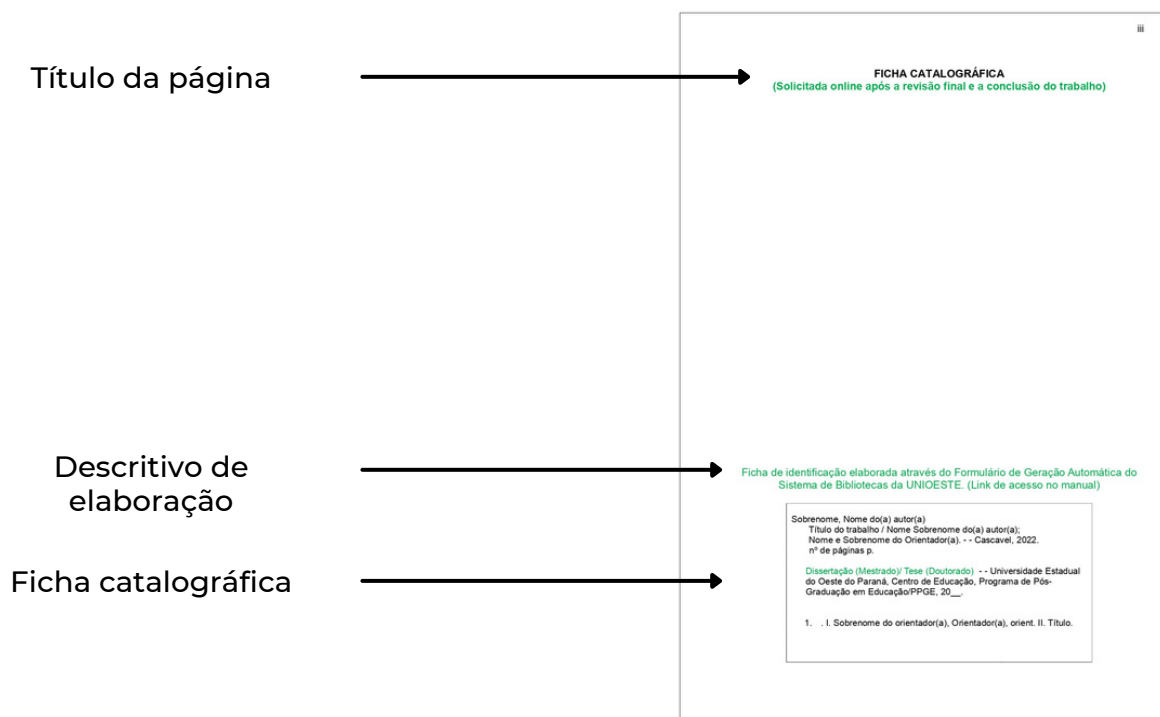 iii
Título da página
FICHA CATALOGRÁFICA
(Solicitada online após a revisão final e a conclusão do trabalho)
Descritivo de
elaboração
Ficha de identificação elaborada através do Formulário de Geração Automática do
Sistema de Bibliotecas da UNIOESTE. (Link de acesso no manual)
Ficha catalográfica
Sobrenome, Nome do(a) autor(a)
Título do trabalho / Nome Sobrenome do(a) autor(a);
Nome e Sobrenome do Orientador(a). - - Cascavel, 2022.
nº de páginas p.
Dissertação (Mestrado)/ Tese (Doutorado) - - Universidade Estadual
do Oeste do Paraná, Centro de Educação, Programa de Pós-
Graduação em Educação/PPGE, 20__.
1. . I. Sobrenome do orientador(a), Orientador(a), orient. II. Título.